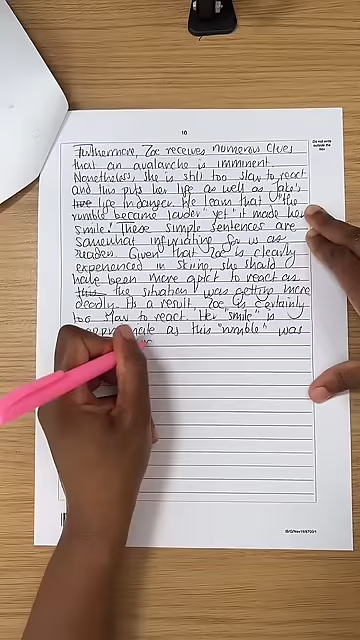 10
Do not write
outside the
box
Furthermore, Zoe receives numerous clues
that an avalanche is imminent.
Nonetheless, she is still too slow to react
and this puts her life as well as Jake's
life in danger. We learn that "the
rumble became louder" yet "it made her
smile." These simple sentences are
somewhat infuriating for us as
readers. Given that Zoe is clearly
experienced in skiing, she should
have been more quick to react as
this the situation was getting more
deadly. As a result, Zoe is certainly
too slow to react. Her "smile" is
as this "rumble" was
IB/G/Nov19/8700/1